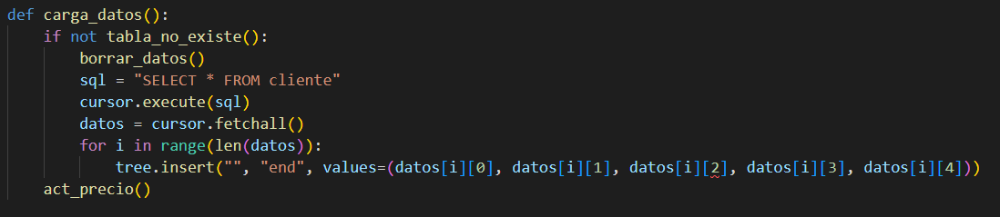 def carga_datos():
    if not tabla_no_existe():
        borrar_datos()
        sql = "SELECT * FROM cliente"
        cursor.execute(sql)
        datos = cursor.fetchall()
        for i in range(len(datos)):
            tree.insert("", "end", values=(datos[i][0], datos[i][1], datos[i][2], datos[i][3], datos[i][4]))
    act_precio()